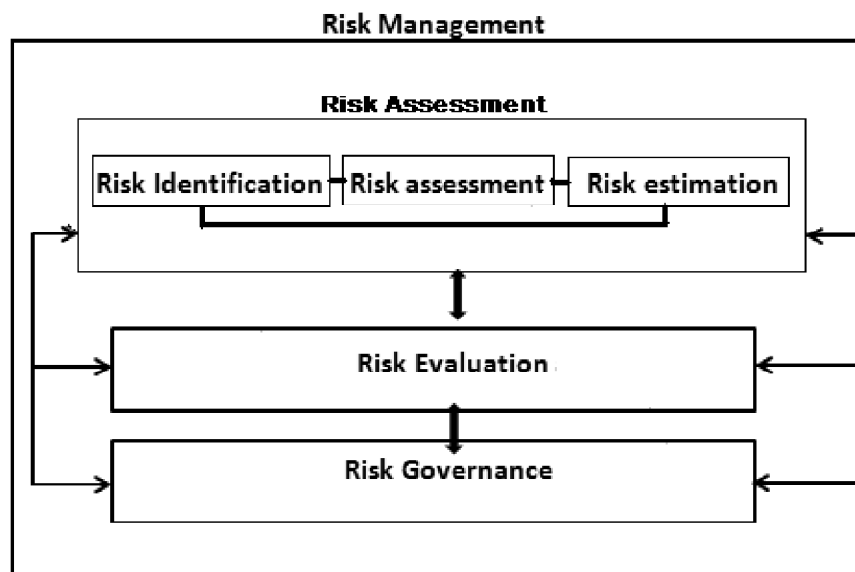 Risk Management
Risk Assessment
Risk Identification
Risk assessment
Risk estimation
Risk Evaluation
Risk Governance